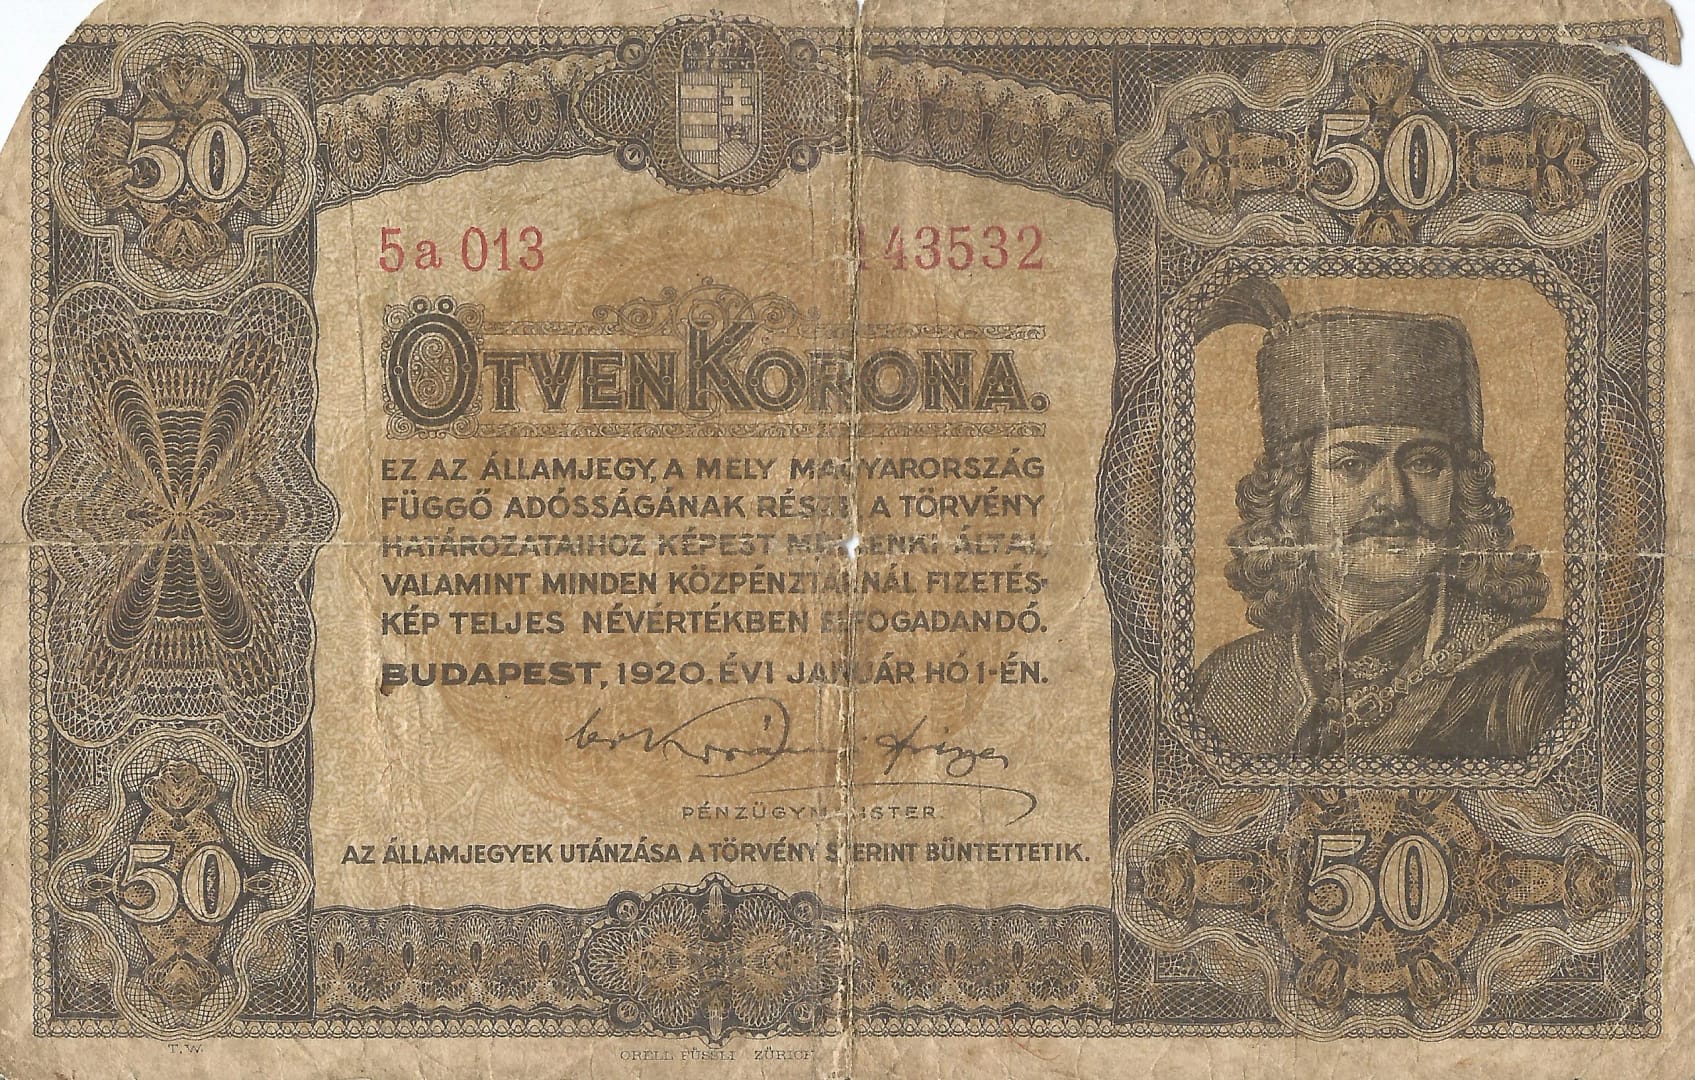 50 50
5a 013 143532
ÖTVEN KORONA.
EZ AZ ÁLLAMJEGY, A MELY MAGYARORSZÁG
FÜGGŐ ADÓSSÁGÁNAK RÉSZE, A TÖRVÉNY
HATÁROZATAIHOZ KÉPEST MINDENKI ÁLTAL,
VALAMINT MINDEN KÖZPÉNZTÁRNÁL FIZETÉS-
KÉP TELJES NÉVÉRTÉKBEN ELFOGADANDÓ.
BUDAPEST, 1920. ÉVI JANUÁR HÓ 1-ÉN.
PÉNZÜGYMINISTER.
AZ ÁLLAMJEGYEK UTÁNZÁSA A TÖRVÉNY SZERINT BÜNTETTETIK.
50 50
T. W. ORELL FÜSSLI ZÜRICH